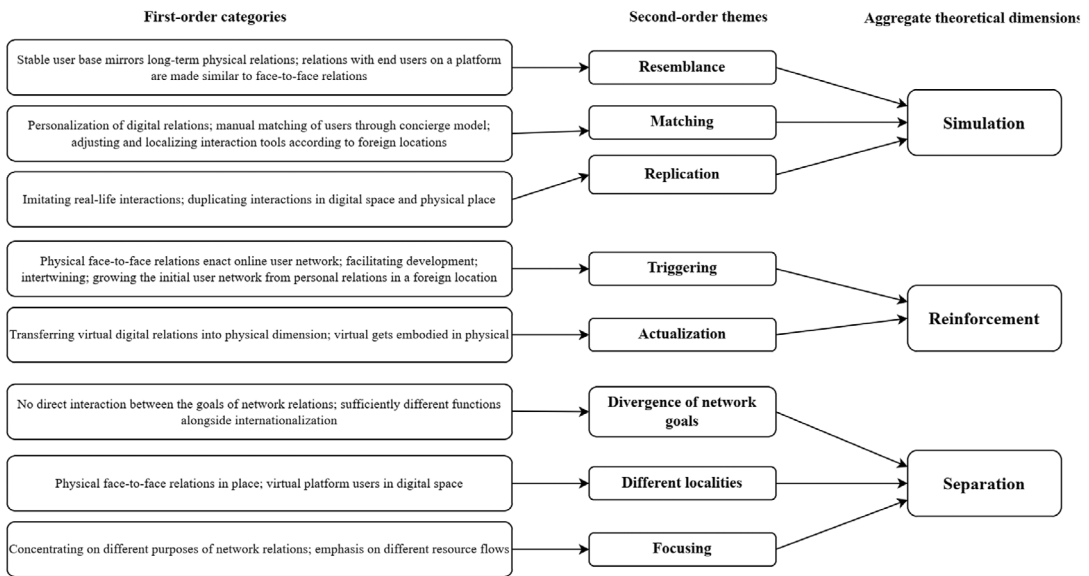 First-order categories
Second-order themes
Aggregate theoretical dimensions
Stable user base mirrors long-term physical relations; relations with end users on a platform
are made similar to face-to-face relations
Resemblance
Personalization of digital relations; manual matching of users through concierge model;
adjusting and localizing interaction tools according to foreign locations
Matching
Simulation
Imitating real-life interactions; duplicating interactions in digital space and physical place
Replication
Physical face-to-face relations enact online user network; facilitating development;
intertwining; growing the initial user network from personal relations in a foreign location
Triggering
Transferring virtual digital relations into physical dimension; virtual gets embodied in physical
Actualization
Reinforcement
No direct interaction between the goals of network relations; sufficiently different functions
alongside internationalization
Divergence of network
goals
Physical face-to-face relations in place; virtual platform users in digital space
Different localities
Separation
Concentrating on different purposes of network relations; emphasis on different resource flows
Focusing